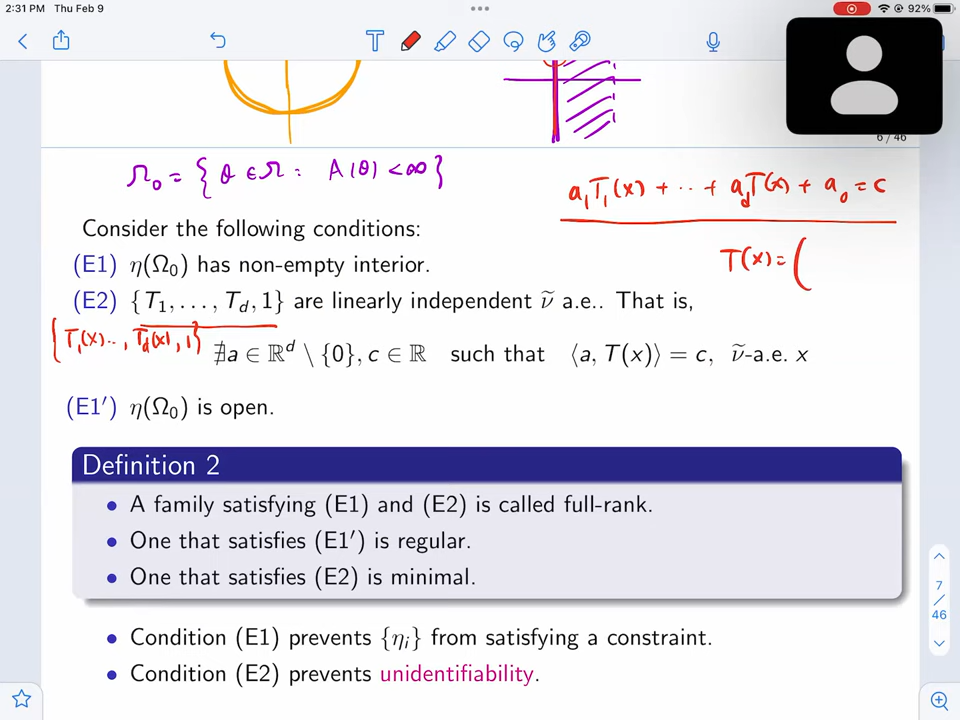 2:31 PM Thu Feb 9
92%
6 / 46
Ω₀ = { θ ∈ Ω : A(θ) < ∞ }
a₁T₁(x) + ·· + a_d T(x) + a₀ = c
Consider the following conditions:
T(x) = (
(E1) η(Ω₀) has non-empty interior.
(E2) {T₁, . . . , T_d, 1} are linearly independent ν̃ a.e.. That is,
{T₁(x) ··, T_d(x), 1}
∄a ∈ ℝᵈ \ {0}, c ∈ ℝ such that ⟨a, T(x)⟩ = c, ν̃-a.e. x
(E1′) η(Ω₀) is open.
Definition 2
• A family satisfying (E1) and (E2) is called full-rank.
• One that satisfies (E1′) is regular.
• One that satisfies (E2) is minimal.
• Condition (E1) prevents {ηᵢ} from satisfying a constraint.
• Condition (E2) prevents unidentifiability.
7
/
46